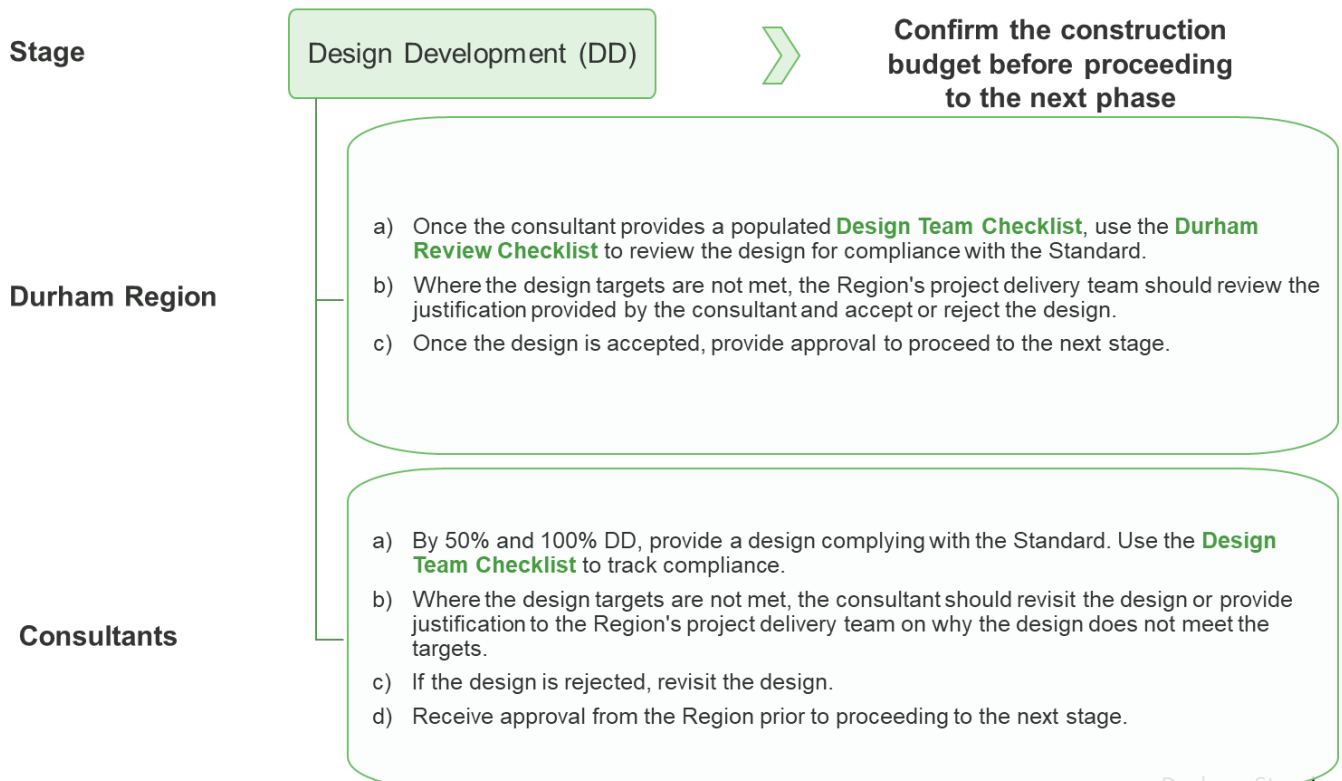 Stage
Design Development (DD)
Confirm the construction
budget before proceeding
to the next phase
Durham Region
a) Once the consultant provides a populated Design Team Checklist, use the Durham
Review Checklist to review the design for compliance with the Standard.
b) Where the design targets are not met, the Region's project delivery team should review the
justification provided by the consultant and accept or reject the design.
c) Once the design is accepted, provide approval to proceed to the next stage.
Consultants
a) By 50% and 100% DD, provide a design complying with the Standard. Use the Design
Team Checklist to track compliance.
b) Where the design targets are not met, the consultant should revisit the design or provide
justification to the Region's project delivery team on why the design does not meet the
targets.
c) If the design is rejected, revisit the design.
d) Receive approval from the Region prior to proceeding to the next stage.